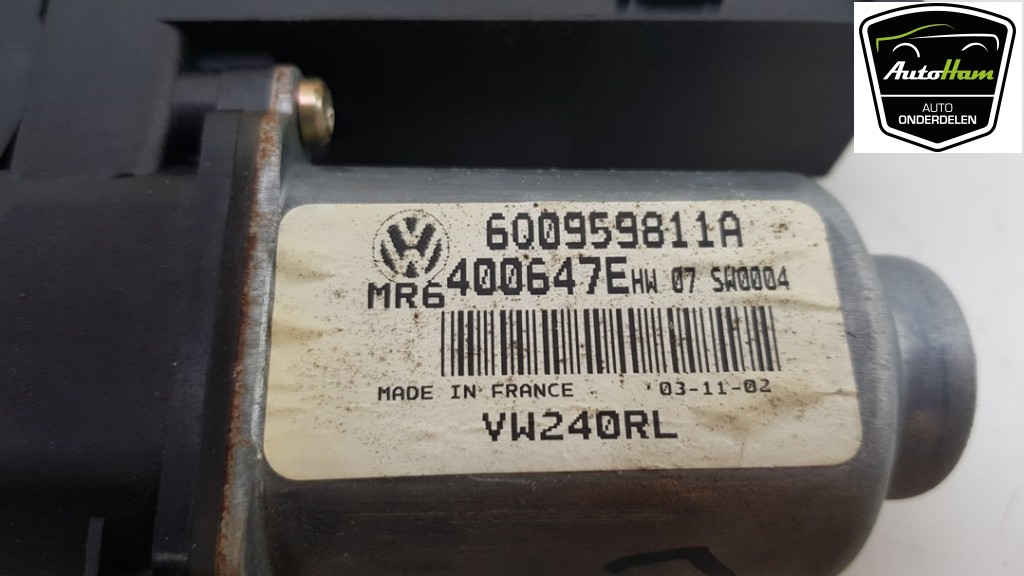 AutoHam
AUTO
ONDERDELEN
6Q0959811A
MR6 400647E HW 07 SW0004
MADE IN FRANCE 03-11-02
VW240RL